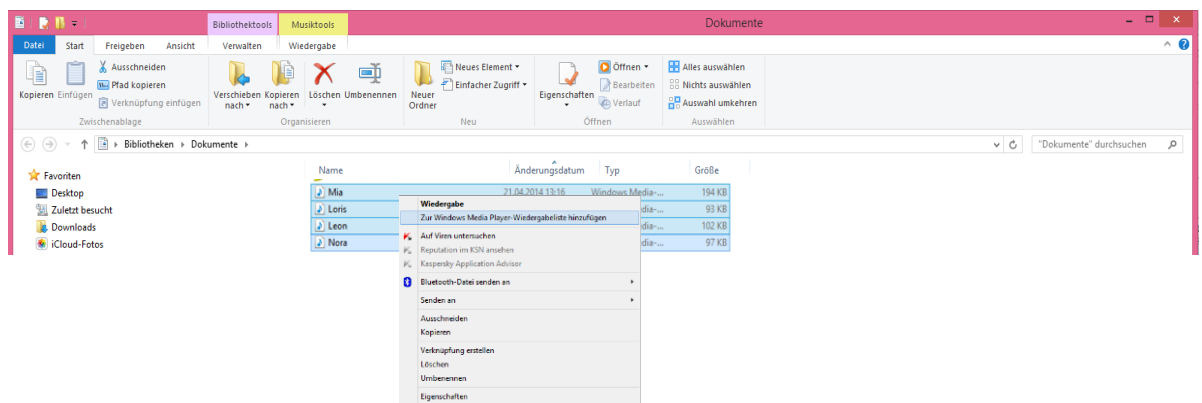 Bibliothektools Musiktools Dokumente
Datei Start Freigeben Ansicht Verwalten Wiedergabe
Kopieren Einfügen Ausschneiden
Pfad kopieren
Verknüpfung einfügen
Zwischenablage
Verschieben nach Kopieren nach Löschen Umbenennen
Organisieren
Neuer Ordner Neues Element
Einfacher Zugriff
Neu
Eigenschaften Öffnen
Bearbeiten
Verlauf
Öffnen
Alles auswählen
Nichts auswählen
Auswahl umkehren
Auswählen
Bibliotheken Dokumente "Dokumente" durchsuchen
Favoriten
Desktop
Zuletzt besucht
Downloads
iCloud-Fotos
Name Änderungsdatum Typ Größe
Mia 21.04.2014 13:16 Windows Media-... 194 KB
Loris dia-... 93 KB
Leon dia-... 102 KB
Nora dia-... 97 KB
Wiedergabe
Zur Windows Media Player-Wiedergabeliste hinzufügen
Auf Viren untersuchen
Reputation im KSN ansehen
Kaspersky Application Advisor
Bluetooth-Datei senden an
Senden an
Ausschneiden
Kopieren
Verknüpfung erstellen
Löschen
Umbenennen
Eigenschaften